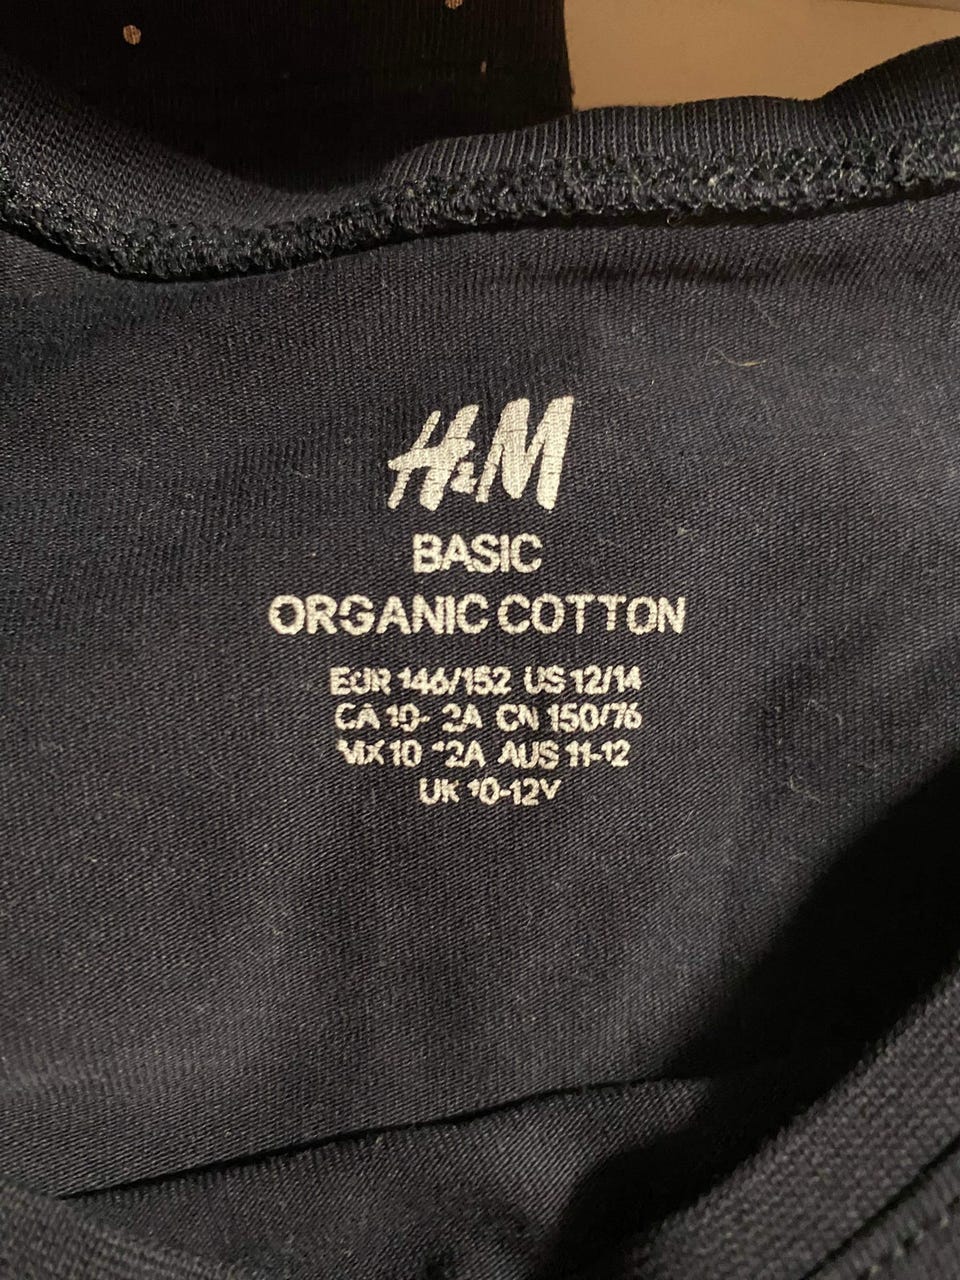 H&M
BASIC
ORGANIC COTTON
EUR 146/152 US 12/14
CA 10- 2A CN 150/76
MX 10 12A AUS 11-12
UK 10-12Y